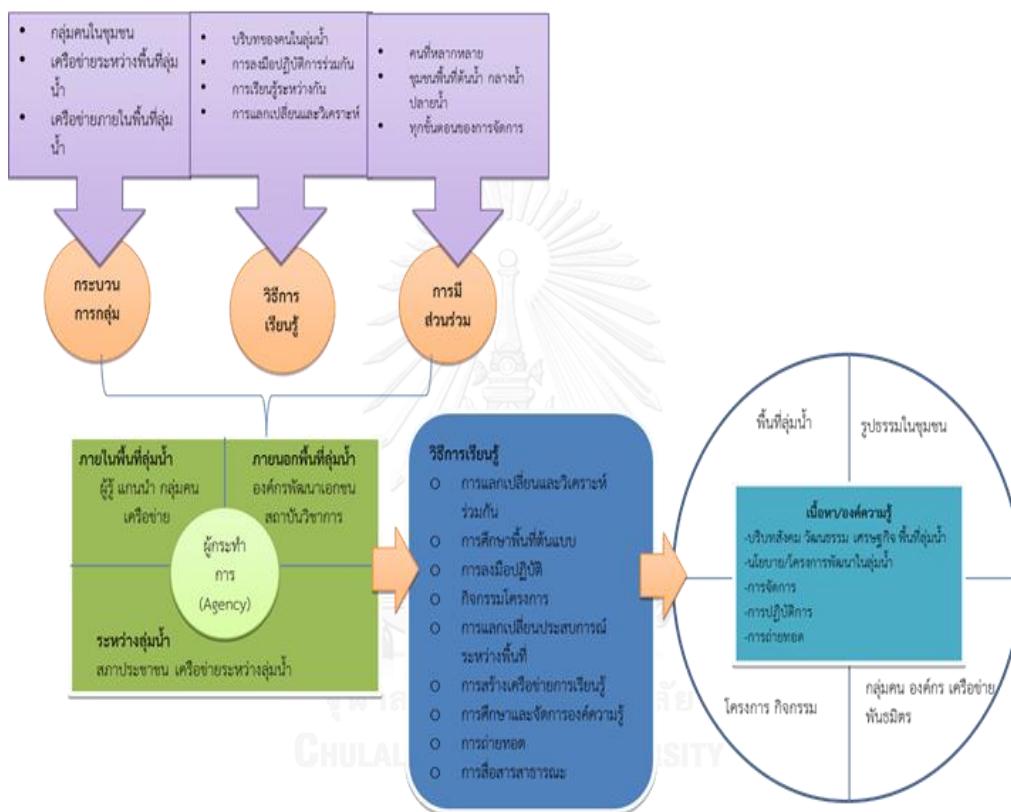 • กลุ่มคนในชุมชน
• เครือข่ายระหว่างพื้นที่ลุ่ม
น้ำ
• เครือข่ายภายในพื้นที่ลุ่ม
น้ำ
• บริบทของคนในลุ่มน้ำ
• การลงมือปฏิบัติการร่วมกัน
• การเรียนรู้ระหว่างกัน
• การแลกเปลี่ยนและวิเคราะห์
• คนที่หลากหลาย
• ชุมชนพื้นที่ต้นน้ำ กลางน้ำ
ปลายน้ำ
• ทุกขั้นตอนของการจัดการ
กระบวน
การกลุ่ม
วิธีการ
เรียนรู้
การมี
ส่วนร่วม
ภายในพื้นที่ลุ่มน้ำ
ผู้รู้ แกนนำ กลุ่มคน
เครือข่าย
ภายนอกพื้นที่ลุ่มน้ำ
องค์กรพัฒนาเอกชน
สถาบันวิชาการ
ผู้กระทำ
การ
(Agency)
ระหว่างลุ่มน้ำ
สภาประชาชน เครือข่ายระหว่างลุ่มน้ำ
วิธีการเรียนรู้
o การแลกเปลี่ยนและวิเคราะห์
ร่วมกัน
o การศึกษาพื้นที่ต้นแบบ
o การลงมือปฏิบัติ
o กิจกรรมโครงการ
o การแลกเปลี่ยนประสบการณ์
ระหว่างพื้นที่
o การสร้างเครือข่ายการเรียนรู้
o การศึกษาและจัดการองค์ความรู้
o การถ่ายทอด
o การสื่อสารสาธารณะ
พื้นที่ลุ่มน้ำ
รูปธรรมในชุมชน
เนื้อหา/องค์ความรู้
-บริบทสังคม วัฒนธรรม เศรษฐกิจ พื้นที่ลุ่มน้ำ
-นโยบาย/โครงการพัฒนาในลุ่มน้ำ
-การจัดการ
-การปฏิบัติการ
-การถ่ายทอด
โครงการ กิจกรรม
กลุ่มคน องค์กร เครือข่าย
พันธมิตร